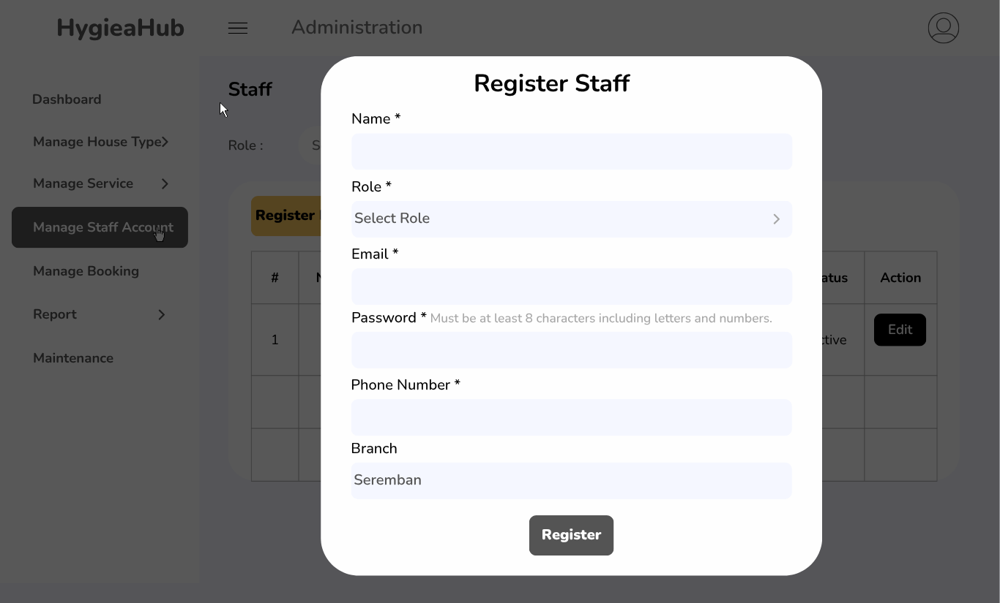 HygieaHub
Administration
Dashboard
Manage House Type
Manage Service
Manage Staff Account
Manage Booking
Report
Maintenance
Staff
Role :
Register
#
Action
1
Edit
Register Staff
Name *
Role *
Select Role
Email *
Password * Must be at least 8 characters including letters and numbers.
Phone Number *
Branch
Seremban
Register